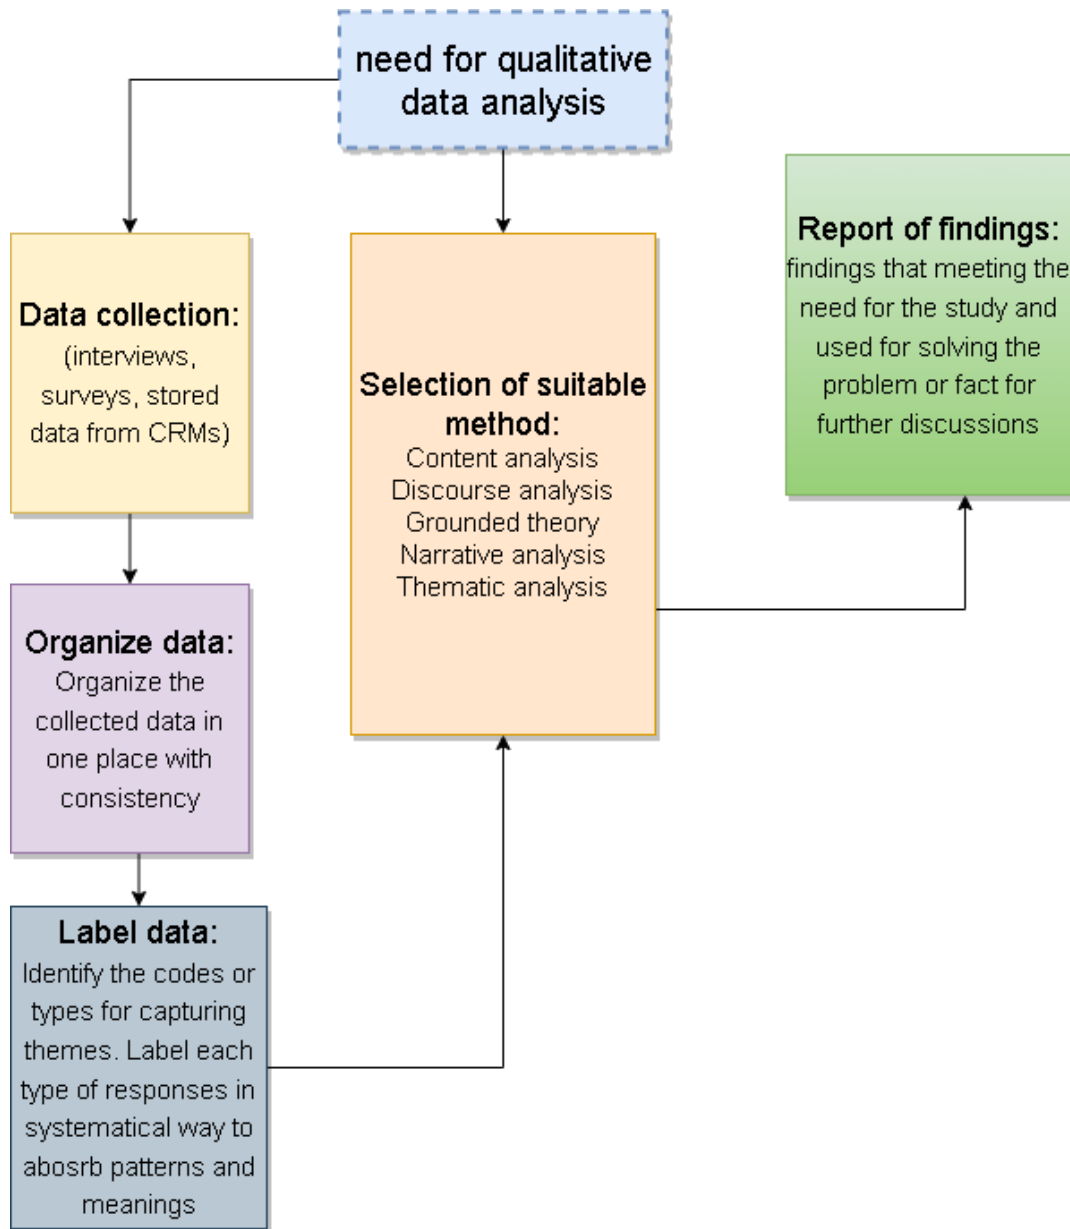 need for qualitative
data analysis
Data collection:
(interviews,
surveys, stored
data from CRMs)
Organize data:
Organize the
collected data in
one place with
consistency
Label data:
Identify the codes or
types for capturing
themes. Label each
type of responses in
systematical way to
abosrb patterns and
meanings
Selection of suitable
method:
Content analysis
Discourse analysis
Grounded theory
Narrative analysis
Thematic analysis
Report of findings:
findings that meeting the
need for the study and
used for solving the
problem or fact for
further discussions